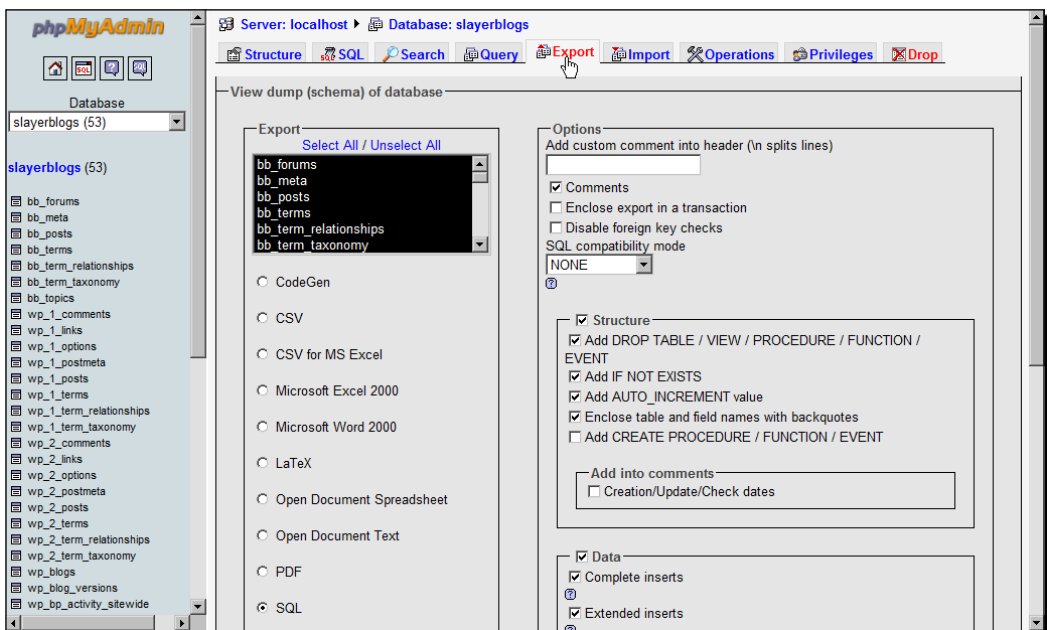 phpMyAdmin
SQL
Database
slayerblogs (53)
slayerblogs (53)
bb_forums
bb_meta
bb_posts
bb_terms
bb_term_relationships
bb_term_taxonomy
bb_topics
wp_1_comments
wp_1_links
wp_1_options
wp_1_postmeta
wp_1_posts
wp_1_terms
wp_1_term_relationships
wp_1_term_taxonomy
wp_2_comments
wp_2_links
wp_2_options
wp_2_postmeta
wp_2_posts
wp_2_terms
wp_2_term_relationships
wp_2_term_taxonomy
wp_blogs
wp_blog_versions
wp_bp_activity_sitewide
Server: localhost Database: slayerblogs
Structure SQL Search Query Export Import Operations Privileges Drop
View dump (schema) of database
Export
Select All / Unselect All
bb_forums
bb_meta
bb_posts
bb_terms
bb_term_relationships
bb_term_taxonomy
CodeGen
CSV
CSV for MS Excel
Microsoft Excel 2000
Microsoft Word 2000
LaTeX
Open Document Spreadsheet
Open Document Text
PDF
SQL
Options
Add custom comment into header (\n splits lines)
Comments
Enclose export in a transaction
Disable foreign key checks
SQL compatibility mode
NONE
Structure
Add DROP TABLE / VIEW / PROCEDURE / FUNCTION /
EVENT
Add IF NOT EXISTS
Add AUTO_INCREMENT value
Enclose table and field names with backquotes
Add CREATE PROCEDURE / FUNCTION / EVENT
Add into comments
Creation/Update/Check dates
Data
Complete inserts
Extended inserts